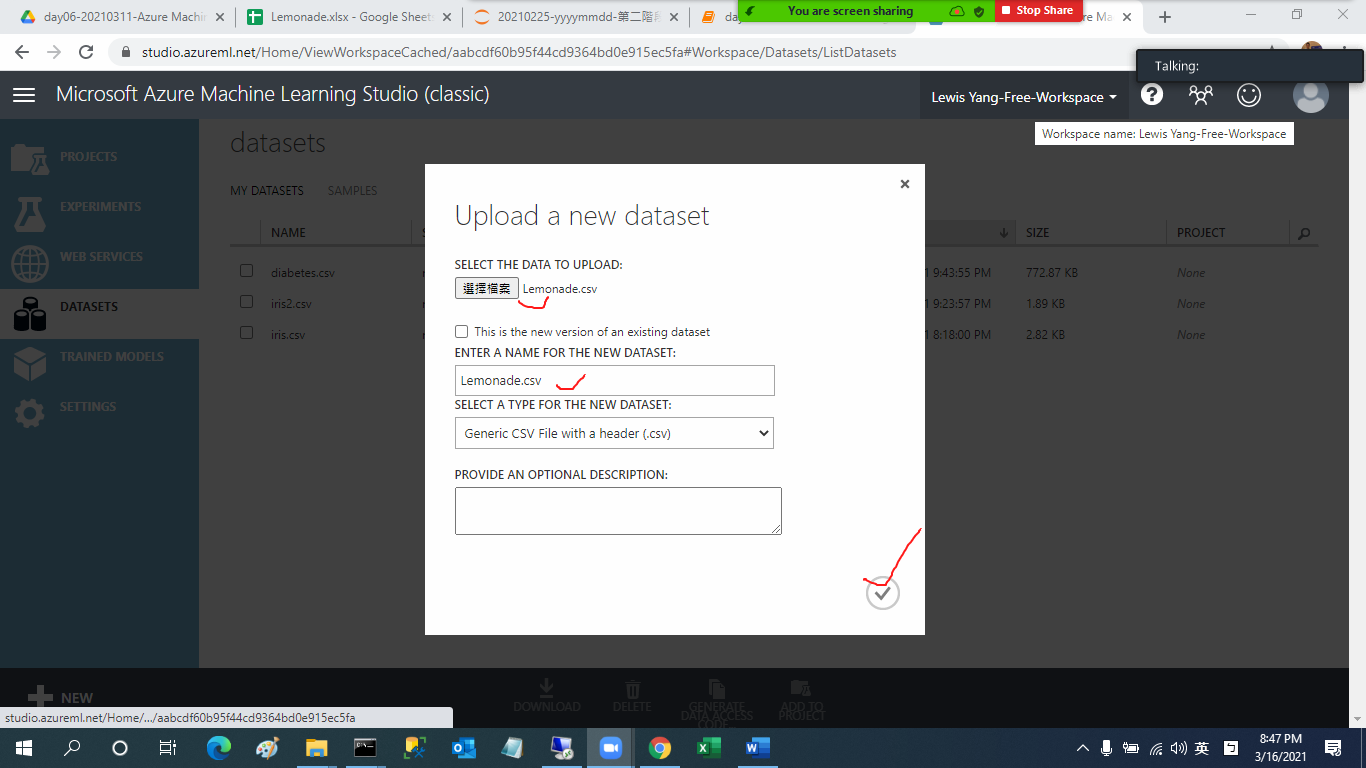 day06-20210311-Azure Machin
Lemonade.xlsx - Google Sheets
20210225-yyyymmdd-第二階段
day
You are screen sharing
Stop Share
re Ma
studio.azureml.net/Home/ViewWorkspaceCached/aabcdf60b95f44cd9364bd0e915ec5fa#Workspace/Datasets/ListDatasets
Talking:
Microsoft Azure Machine Learning Studio (classic)
Lewis Yang-Free-Workspace
Workspace name: Lewis Yang-Free-Workspace
PROJECTS
EXPERIMENTS
WEB SERVICES
DATASETS
TRAINED MODELS
SETTINGS
datasets
MY DATASETS
SAMPLES
NAME
SIZE
PROJECT
diabetes.csv
1 9:43:55 PM
772.87 KB
None
iris2.csv
1 9:23:57 PM
1.89 KB
None
iris.csv
1 8:18:00 PM
2.82 KB
None
Upload a new dataset
SELECT THE DATA TO UPLOAD:
選擇檔案 Lemonade.csv
This is the new version of an existing dataset
ENTER A NAME FOR THE NEW DATASET:
Lemonade.csv
SELECT A TYPE FOR THE NEW DATASET:
Generic CSV File with a header (.csv)
PROVIDE AN OPTIONAL DESCRIPTION:
NEW
DOWNLOAD
DELETE
GENERATE
DATA ACCESS
CODE
ADD TO
PROJECT
studio.azureml.net/Home/.../aabcdf60b95f44cd9364bd0e915ec5fa
英
8:47 PM
3/16/2021